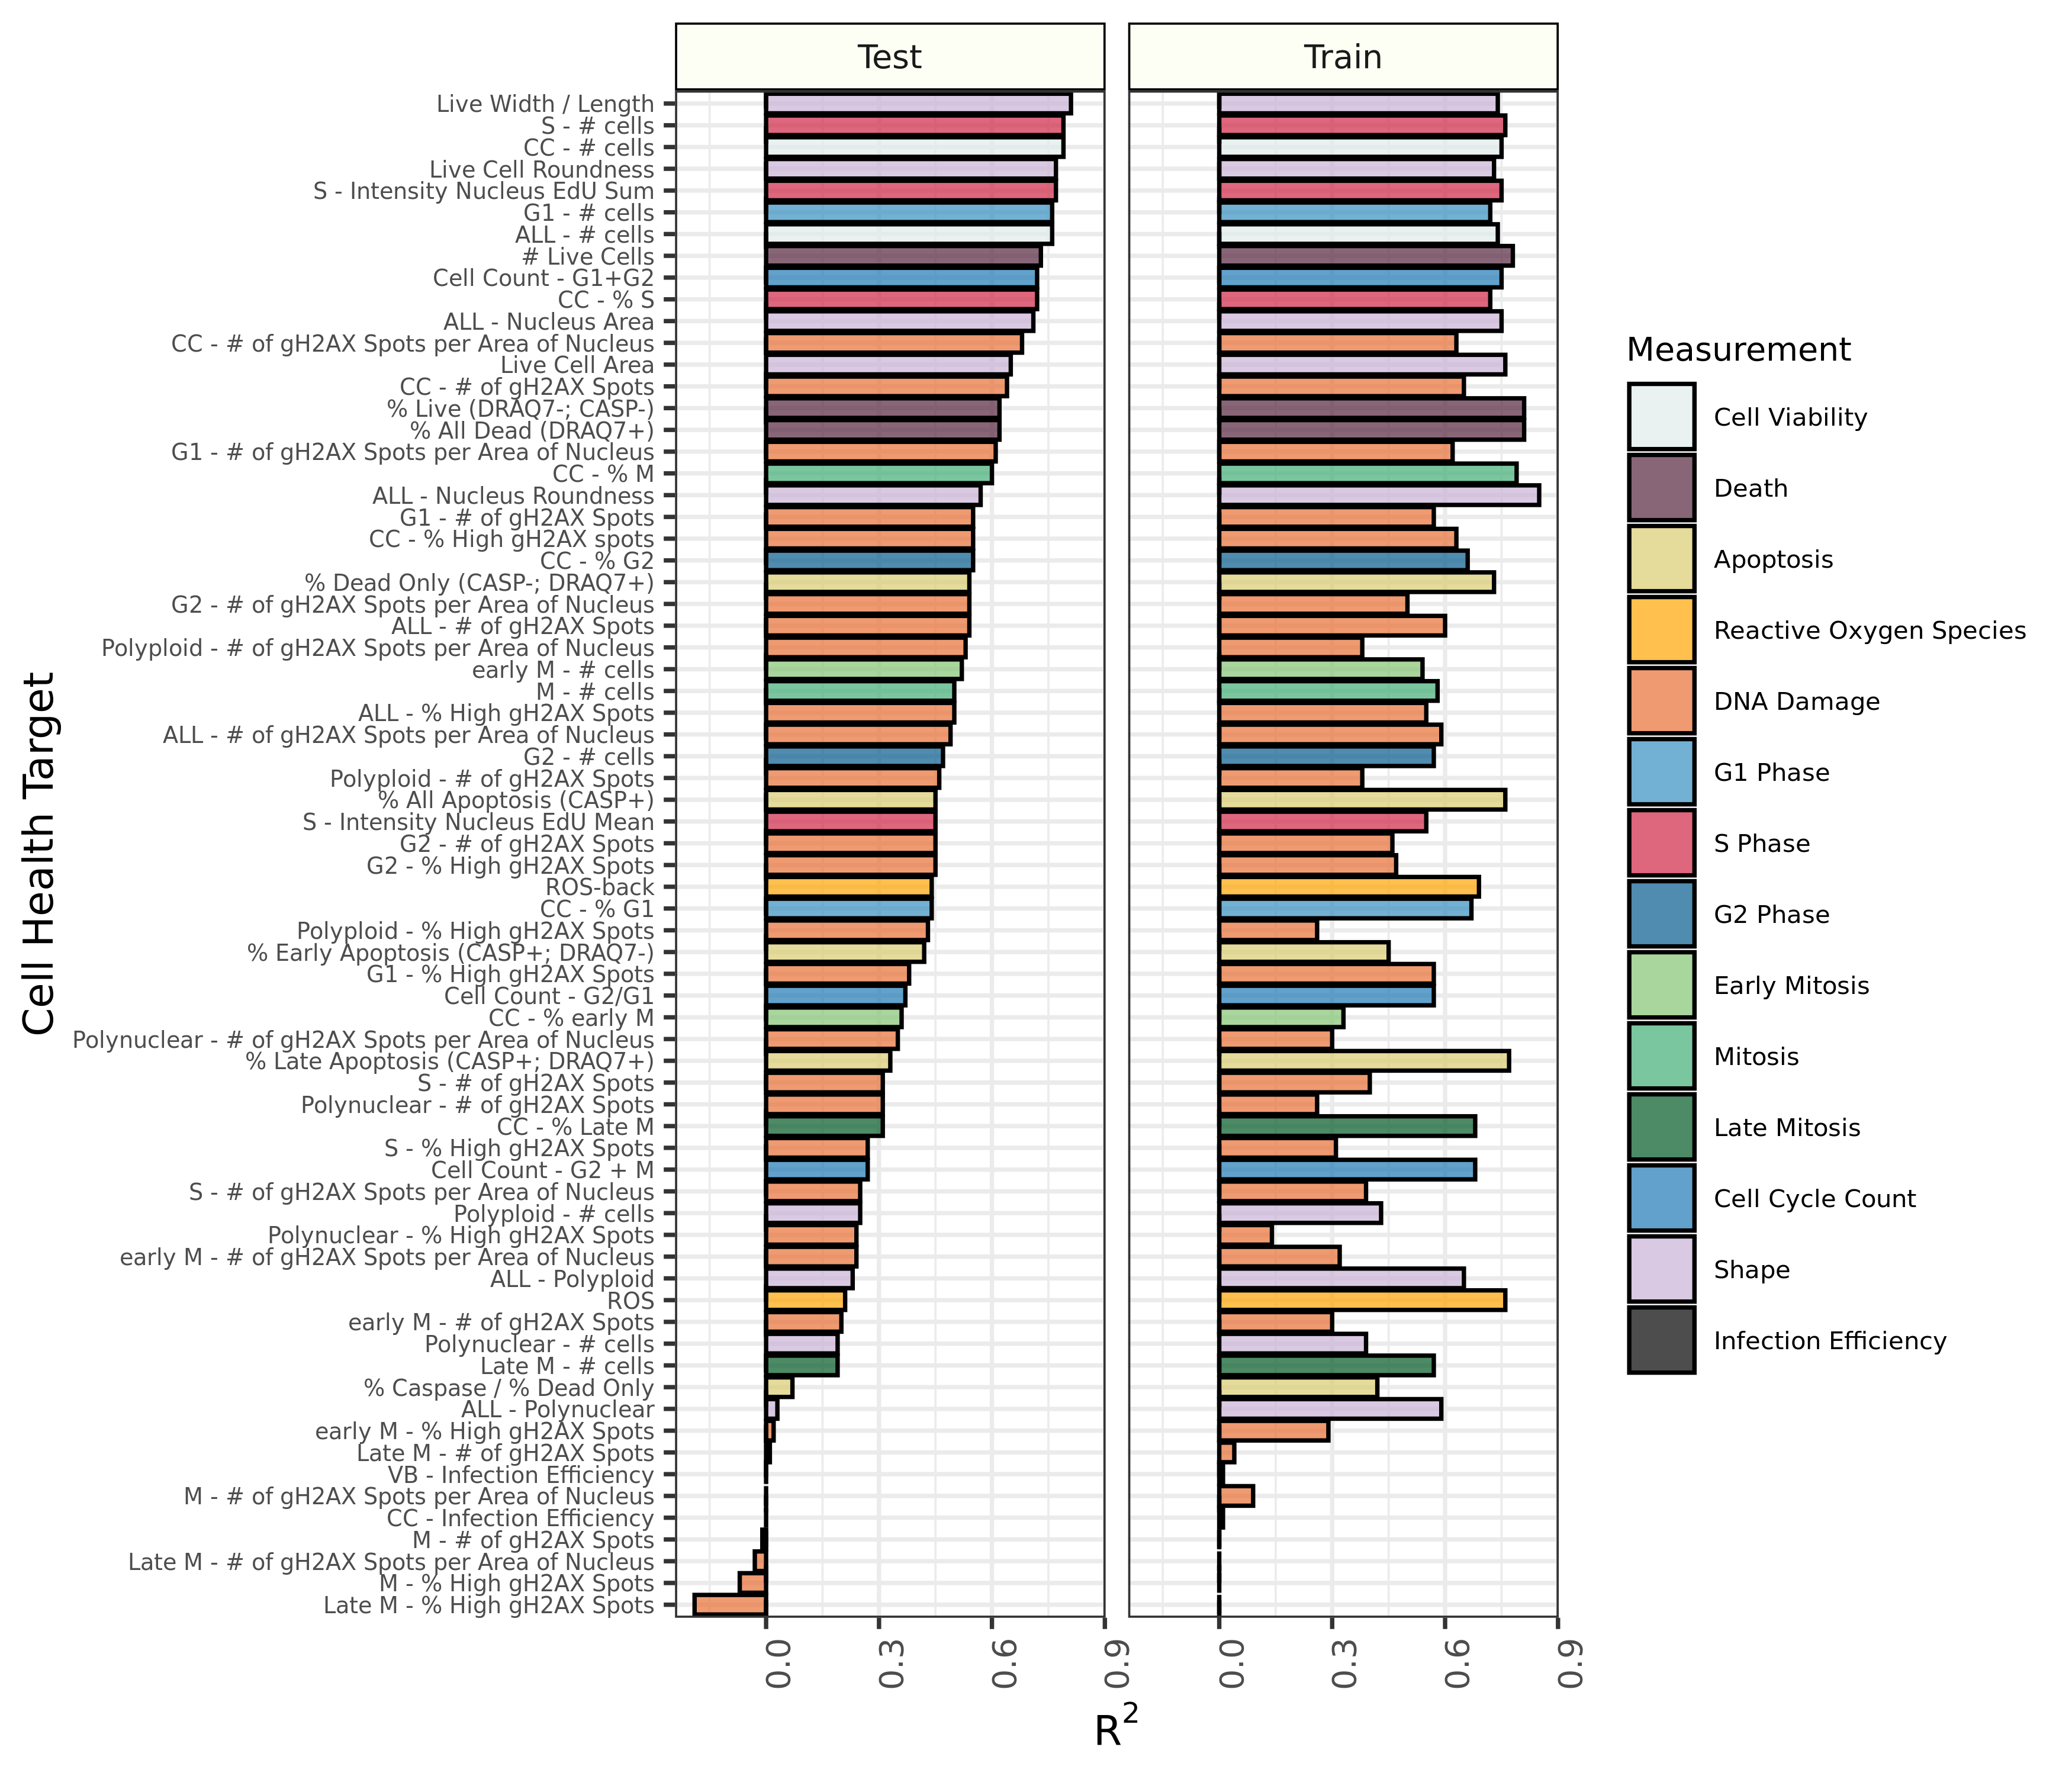 Test
Train
Live Width / Length
S - # cells
CC - # cells
Live Cell Roundness
S - Intensity Nucleus EdU Sum
G1 - # cells
ALL - # cells
# Live Cells
Cell Count - G1+G2
CC - % S
ALL - Nucleus Area
CC - # of gH2AX Spots per Area of Nucleus
Live Cell Area
CC - # of gH2AX Spots
% Live (DRAQ7-; CASP-)
% All Dead (DRAQ7+)
G1 - # of gH2AX Spots per Area of Nucleus
CC - % M
ALL - Nucleus Roundness
G1 - # of gH2AX Spots
CC - % High gH2AX spots
CC - % G2
% Dead Only (CASP-; DRAQ7+)
G2 - # of gH2AX Spots per Area of Nucleus
ALL - # of gH2AX Spots
Polyploid - # of gH2AX Spots per Area of Nucleus
early M - # cells
M - # cells
ALL - % High gH2AX Spots
ALL - # of gH2AX Spots per Area of Nucleus
G2 - # cells
Polyploid - # of gH2AX Spots
% All Apoptosis (CASP+)
S - Intensity Nucleus EdU Mean
G2 - # of gH2AX Spots
G2 - % High gH2AX Spots
ROS-back
CC - % G1
Polyploid - % High gH2AX Spots
% Early Apoptosis (CASP+; DRAQ7-)
G1 - % High gH2AX Spots
Cell Count - G2/G1
CC - % early M
Polynuclear - # of gH2AX Spots per Area of Nucleus
% Late Apoptosis (CASP+; DRAQ7+)
S - # of gH2AX Spots
Polynuclear - # of gH2AX Spots
CC - % Late M
S - % High gH2AX Spots
Cell Count - G2 + M
S - # of gH2AX Spots per Area of Nucleus
Polyploid - # cells
Polynuclear - % High gH2AX Spots
early M - # of gH2AX Spots per Area of Nucleus
ALL - Polyploid
ROS
early M - # of gH2AX Spots
Polynuclear - # cells
Late M - # cells
% Caspase / % Dead Only
ALL - Polynuclear
early M - % High gH2AX Spots
Late M - # of gH2AX Spots
VB - Infection Efficiency
M - # of gH2AX Spots per Area of Nucleus
CC - Infection Efficiency
M - # of gH2AX Spots
Late M - # of gH2AX Spots per Area of Nucleus
M - % High gH2AX Spots
Late M - % High gH2AX Spots
Cell Health Target
0.0
0.3
0.6
0.9
0.0
0.3
0.6
0.9
R²
Measurement
Cell Viability
Death
Apoptosis
Reactive Oxygen Species
DNA Damage
G1 Phase
S Phase
G2 Phase
Early Mitosis
Mitosis
Late Mitosis
Cell Cycle Count
Shape
Infection Efficiency